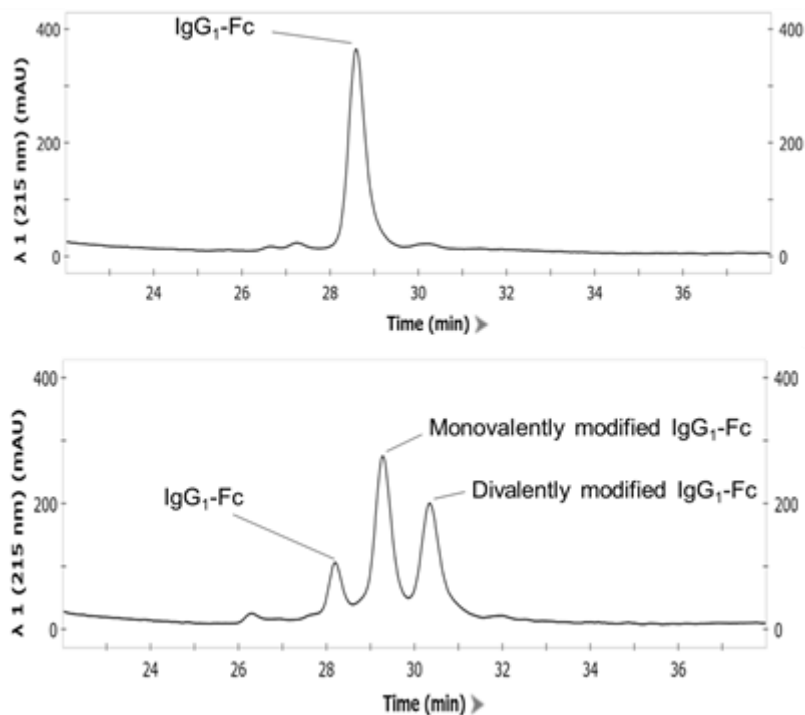 IgG₁-Fc
λ 1 (215 nm) (mAU)
400
400
200
200
0
0
24 26 28 30 32 34 36
Time (min) ➤
400
400
Monovalently modified IgG₁-Fc
IgG₁-Fc
Divalently modified IgG₁-Fc
λ 1 (215 nm) (mAU)
200
200
0
0
24 26 28 30 32 34 36
Time (min) ➤